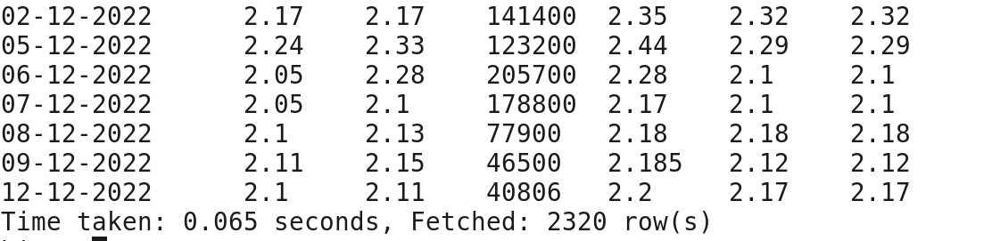 02-12-2022 2.17 2.17 141400 2.35 2.32 2.32
05-12-2022 2.24 2.33 123200 2.44 2.29 2.29
06-12-2022 2.05 2.28 205700 2.28 2.1 2.1
07-12-2022 2.05 2.1 178800 2.17 2.1 2.1
08-12-2022 2.1 2.13 77900 2.18 2.18 2.18
09-12-2022 2.11 2.15 46500 2.185 2.12 2.12
12-12-2022 2.1 2.11 40806 2.2 2.17 2.17
Time taken: 0.065 seconds, Fetched: 2320 row(s)